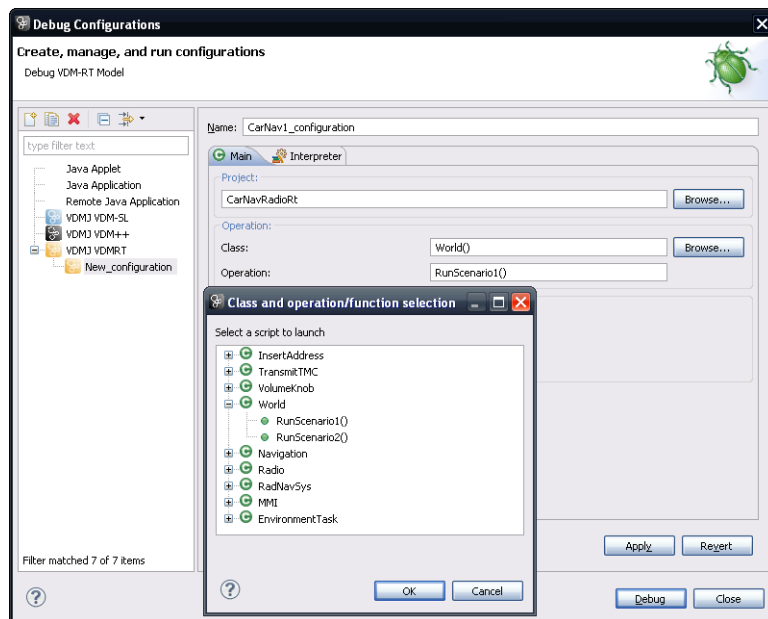 Debug Configurations
Create, manage, and run configurations
Debug VDM-RT Model
type filter text
Java Applet
Java Application
Remote Java Application
VDMJ VDM-SL
VDMJ VDM++
VDMJ VDMRT
New_configuration
Filter matched 7 of 7 items
Name: CarNav1_configuration
Main Interpreter
Project:
CarNavRadioRt Browse...
Operation:
Class: World() Browse...
Operation: RunScenario1()
Class and operation/function selection
Select a script to launch
InsertAddress
TransmitTMC
VolumeKnob
World
RunScenario1()
RunScenario2()
Navigation
Radio
RadNavSys
MMI
EnvironmentTask
OK Cancel
Apply Revert
Debug Close